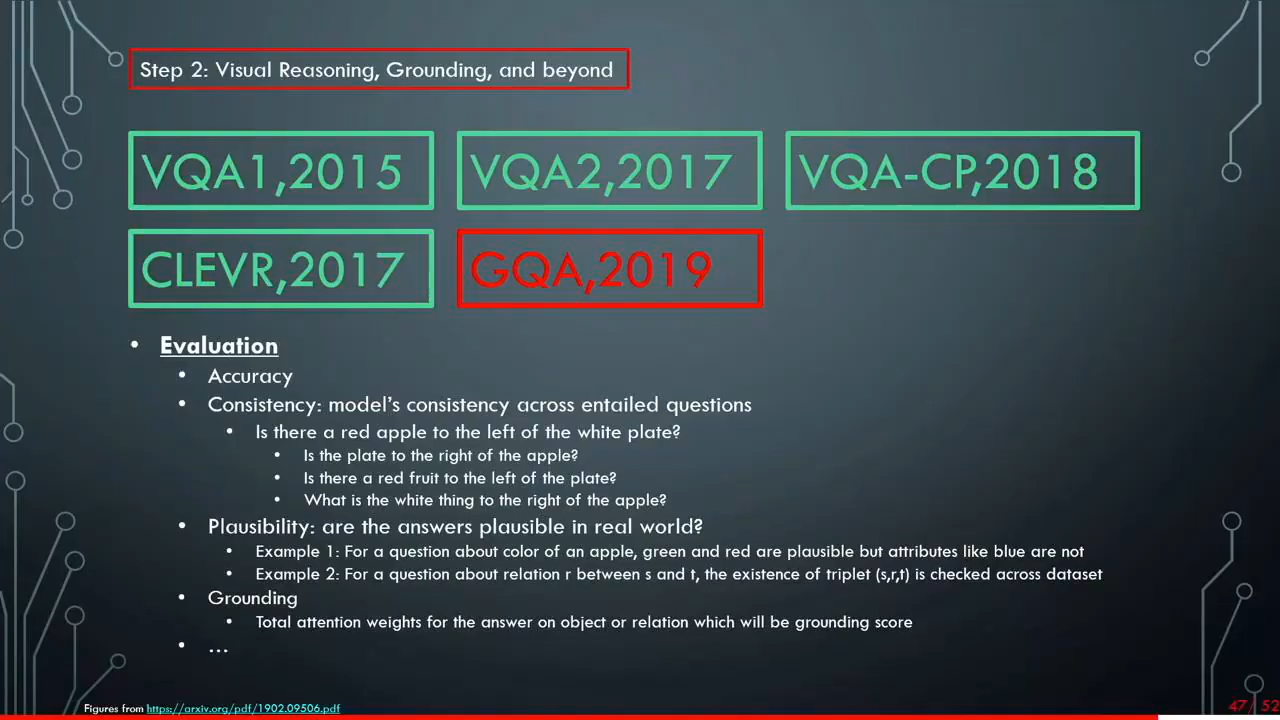 Step 2: Visual Reasoning, Grounding, and beyond
VQA1,2015
VQA2,2017
VQA-CP,2018
CLEVR,2017
GQA,2019
• Evaluation
• Accuracy
• Consistency: model's consistency across entailed questions
• Is there a red apple to the left of the white plate?
• Is the plate to the right of the apple?
• Is there a red fruit to the left of the plate?
• What is the white thing to the right of the apple?
• Plausibility: are the answers plausible in real world?
• Example 1: For a question about color of an apple, green and red are plausible but attributes like blue are not
• Example 2: For a question about relation r between s and t, the existence of triplet (s,r,t) is checked across dataset
• Grounding
• Total attention weights for the answer on object or relation which will be grounding score
• ...
Figures from https://arxiv.org/pdf/1902.09506.pdf
47/ 52